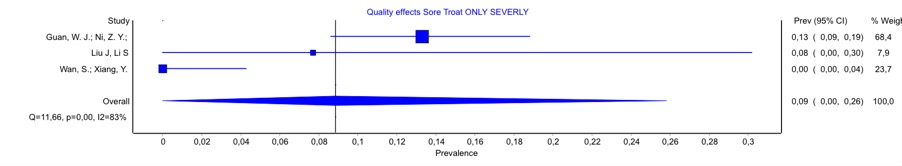 Quality effects Sore Troat ONLY SEVERLY
Study Prev (95% CI) % Weigh
Guan, W. J.; Ni, Z. Y.; 0,13 ( 0,09, 0,19) 68,4
Liu J, Li S 0,08 ( 0,00, 0,30) 7,9
Wan, S.; Xiang, Y. 0,00 ( 0,00, 0,04) 23,7
Overall 0,09 ( 0,00, 0,26) 100,0
Q=11,66, p=0,00, I2=83%
0 0,02 0,04 0,06 0,08 0,1 0,12 0,14 0,16 0,18 0,2 0,22 0,24 0,26 0,28 0,3
Prevalence